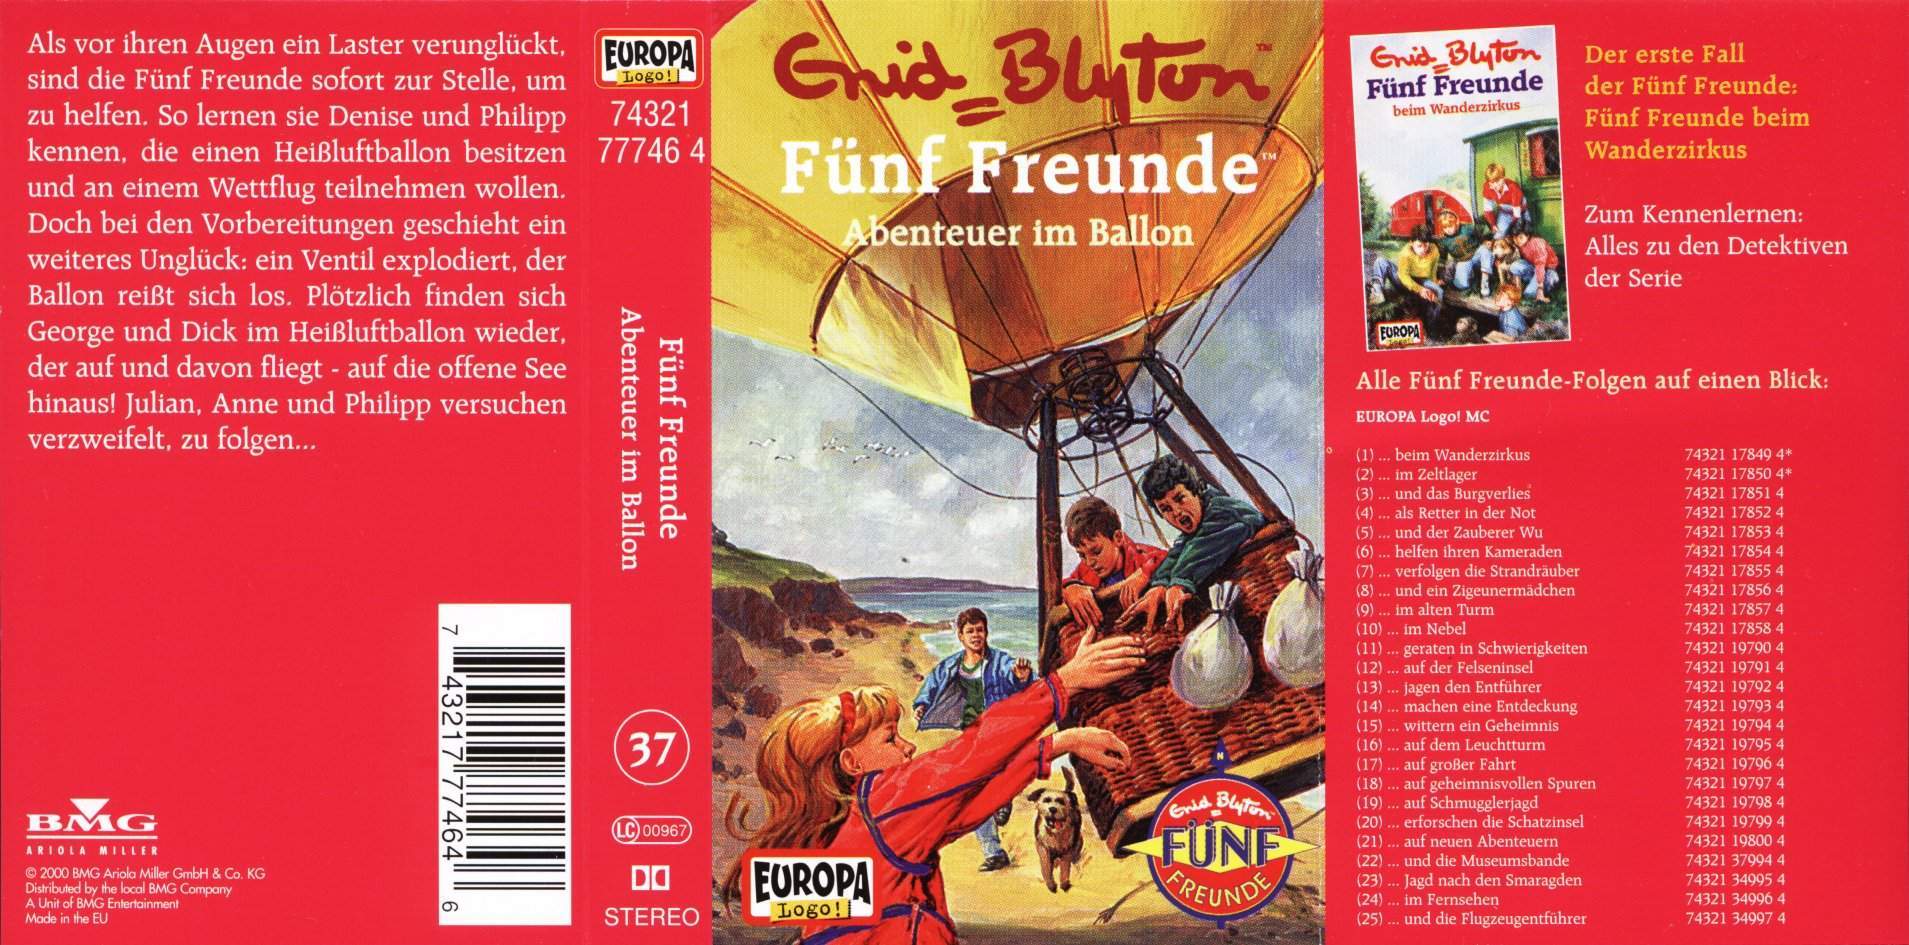 Als vor ihren Augen ein Laster verunglückt,
sind die Fünf Freunde sofort zur Stelle, um
zu helfen. So lernen sie Denise und Philipp
kennen, die einen Heißluftballon besitzen
und an einem Wettflug teilnehmen wollen.
Doch bei den Vorbereitungen geschieht ein
weiteres Unglück: ein Ventil explodiert, der
Ballon reißt sich los. Plötzlich finden sich
George und Dick im Heißluftballon wieder,
der auf und davon fliegt - auf die offene See
hinaus! Julian, Anne und Philipp versuchen
verzweifelt, zu folgen...
7 43217 77464 6
BMG
ARIOLA MILLER
© 2000 BMG Ariola Miller GmbH & Co. KG
Distributed by the local BMG Company
A Unit of BMG Entertainment
Made in the EU
EUROPA
Logo!
74321
77746 4
Fünf Freunde
Abenteuer im Ballon
37
LC 00967
STEREO
Enid Blyton™
Fünf Freunde™
Abenteuer im Ballon
EUROPA
Logo!
N
Enid Blyton
FÜNF
FREUNDE
Enid Blyton
Fünf Freunde
beim Wanderzirkus
EUROPA
Der erste Fall
der Fünf Freunde:
Fünf Freunde beim
Wanderzirkus
Zum Kennenlernen:
Alles zu den Detektiven
der Serie
Alle Fünf Freunde-Folgen auf einen Blick:
EUROPA Logo! MC
(1) ... beim Wanderzirkus 74321 17849 4*
(2) ... im Zeltlager 74321 17850 4*
(3) ... und das Burgverlies 74321 17851 4
(4) ... als Retter in der Not 74321 17852 4
(5) ... und der Zauberer Wu 74321 17853 4
(6) ... helfen ihren Kameraden 74321 17854 4
(7) ... verfolgen die Strandräuber 74321 17855 4
(8) ... und ein Zigeunermädchen 74321 17856 4
(9) ... im alten Turm 74321 17857 4
(10) ... im Nebel 74321 17858 4
(11) ... geraten in Schwierigkeiten 74321 19790 4
(12) ... auf der Felseninsel 74321 19791 4
(13) ... jagen den Entführer 74321 19792 4
(14) ... machen eine Entdeckung 74321 19793 4
(15) ... wittern ein Geheimnis 74321 19794 4
(16) ... auf dem Leuchtturm 74321 19795 4
(17) ... auf großer Fahrt 74321 19796 4
(18) ... auf geheimnisvollen Spuren 74321 19797 4
(19) ... auf Schmugglerjagd 74321 19798 4
(20) ... erforschen die Schatzinsel 74321 19799 4
(21) ... auf neuen Abenteuern 74321 19800 4
(22) ... und die Museumsbande 74321 37994 4
(23) ... Jagd nach den Smaragden 74321 34995 4
(24) ... im Fernsehen 74321 34996 4
(25) ... und die Flugzeugentführer 74321 34997 4